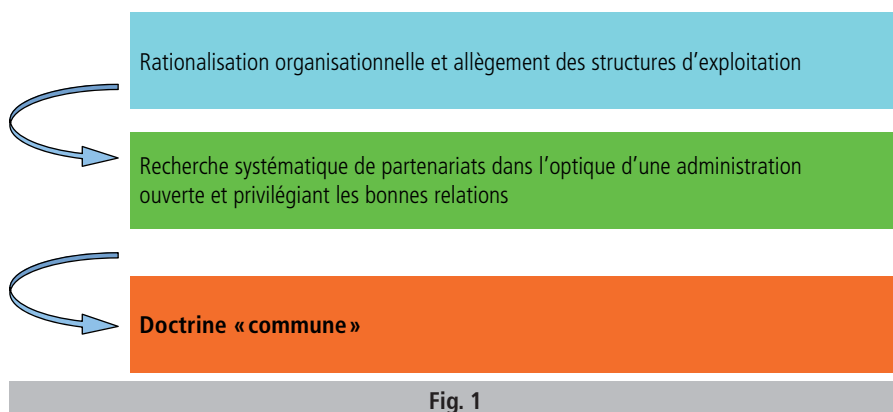 Rationalisation organisationnelle et allègement des structures d’exploitation
Recherche systématique de partenariats dans l’optique d’une administration
ouverte et privilégiant les bonnes relations
Doctrine « commune »
Fig. 1